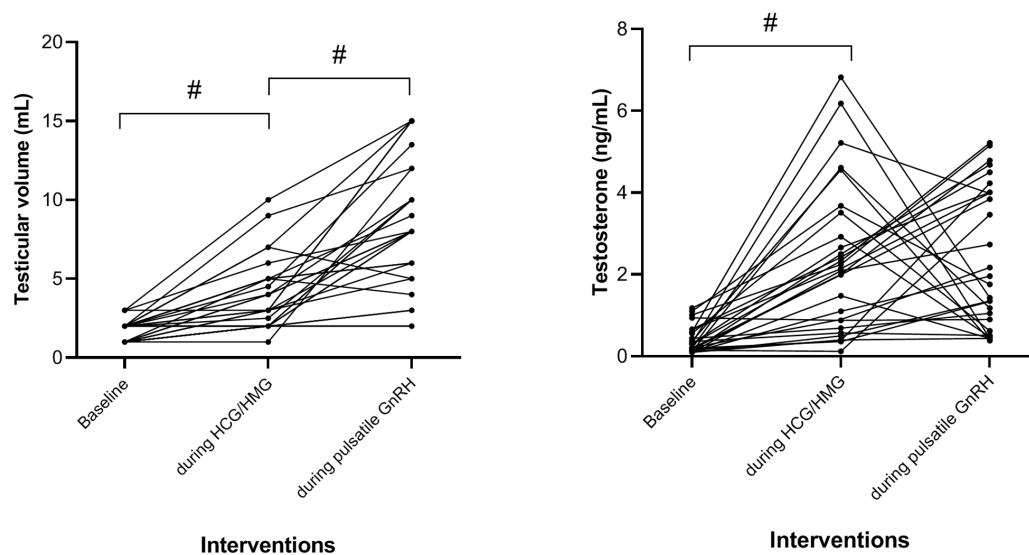 Testicular volume (mL)
20
15
10
5
0
#
#
Baseline
during HCG/HMG
during pulsatile GnRH
Interventions
Testosterone (ng/mL)
8
6
4
2
0
#
Baseline
during HCG/HMG
during pulsatile GnRH
Interventions